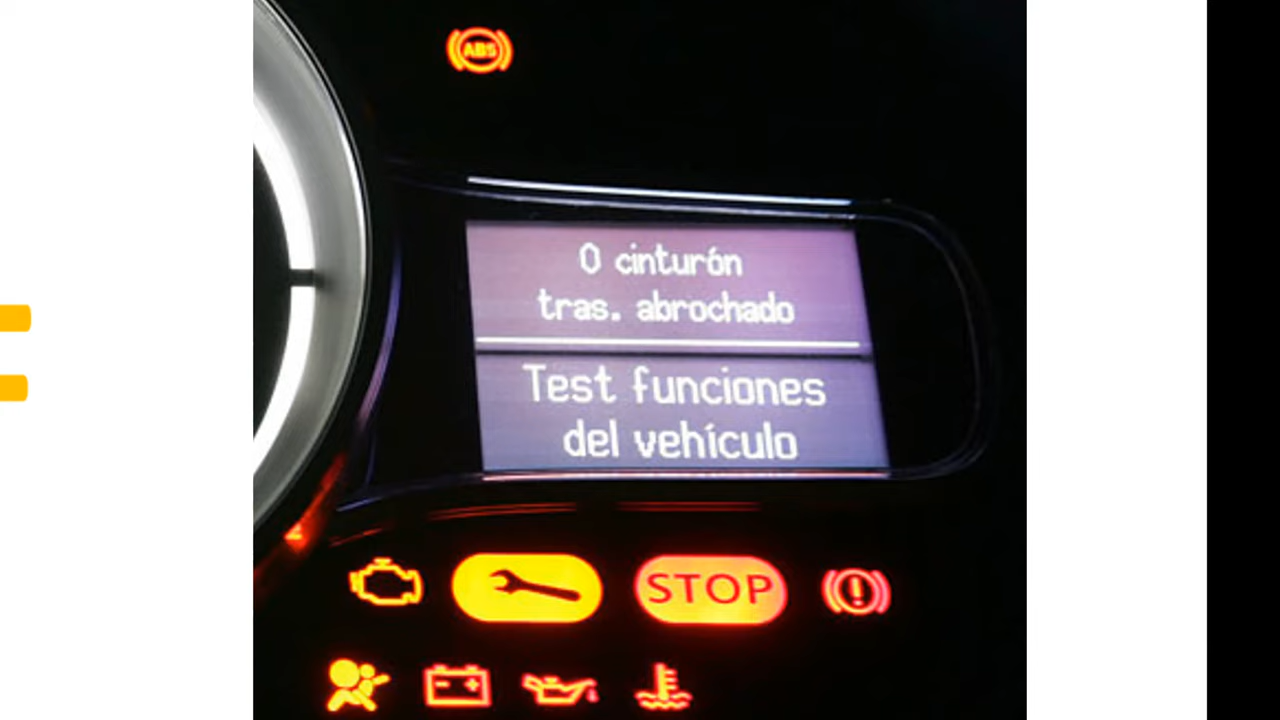 ABS
0 cinturón
tras. abrochado
Test funciones
del vehículo
STOP